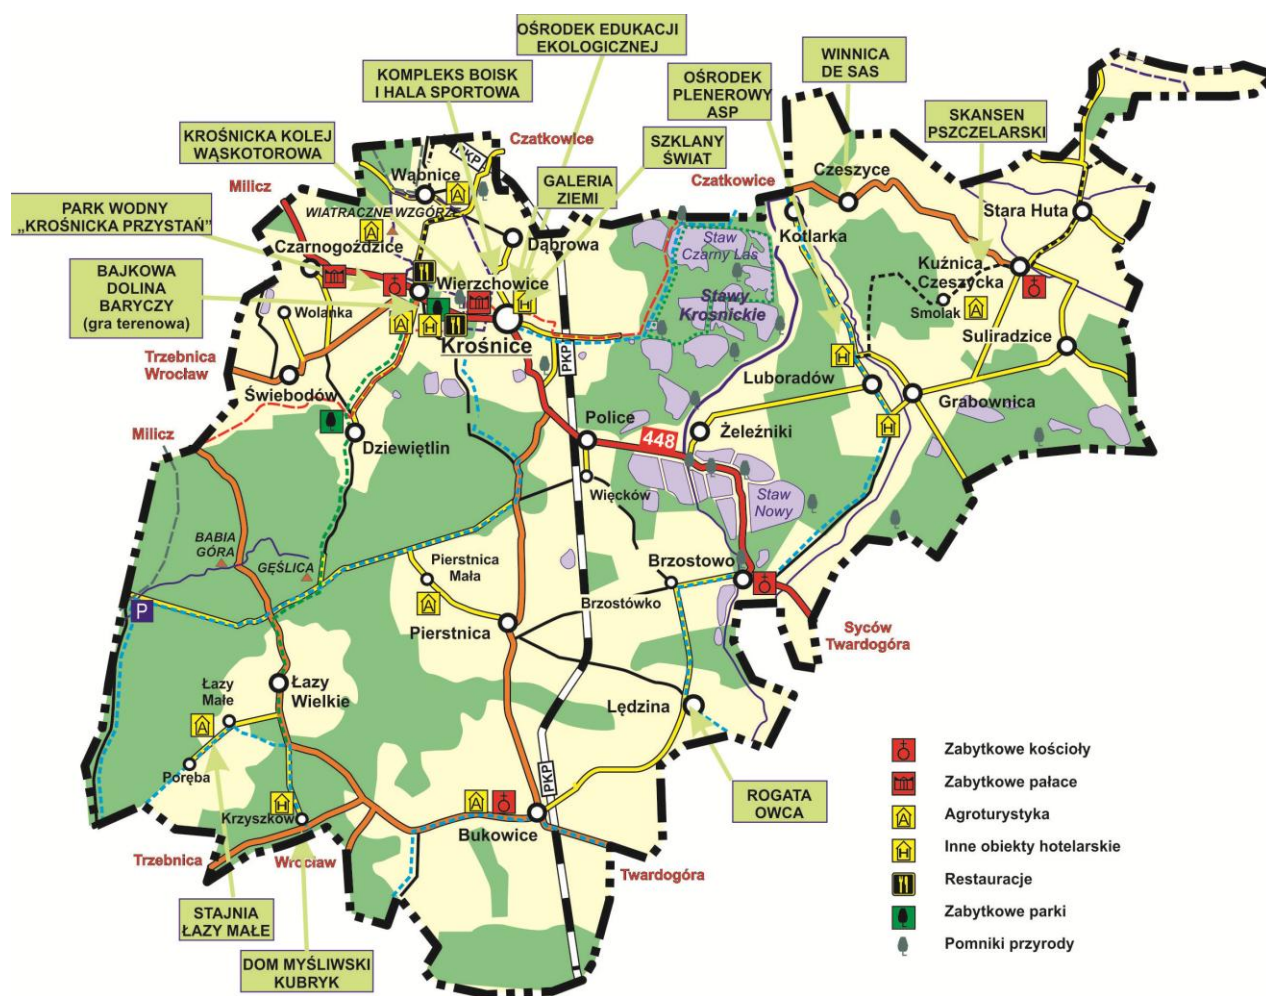 OŚRODEK EDUKACJI
EKOLOGICZNEJ
KOMPLEKS BOISK
I HALA SPORTOWA
OŚRODEK
PLENEROWY
ASP
WINNICA
DE SAS
SKANSEN
PSZCZELARSKI
KROŚNICKA KOLEJ
WĄSKOTOROWA
SZKLANY
ŚWIAT
GALERIA
ZIEMI
PARK WODNY
„KROŚNICKA PRZYSTAŃ”
BAJKOWA
DOLINA
BARYCZY
(gra terenowa)
Czatkowice
PKP
Milicz
Wąbnice
WIATRACZNE WZGÓRZE
Czarnogoździce
Dąbrowa
Wierzchowice
Wolanka
Krośnice
Trzebnica
Wrocław
Świebodów
Milicz
Dziewiętlin
Czatkowice
Czeszyce
Kotlarka
Stara Huta
Staw
Czarny Las
Stawy
Krosnickie
Kuźnica
Czeszycka
Smolak
Suliradzice
PKP
Luboradów
Grabownica
Police
448
Żeleźniki
Więcków
Staw
Nowy
BABIA
GÓRA
GĘŚLICA
P
Pierstnica
Mała
Brzostowo
Brzostówko
Pierstnica
Syców
Twardogóra
Łazy
Małe
Łazy
Wielkie
Lędzina
Poręba
Krzyszków
PKP
Bukowice
Trzebnica
Wrocław
Twardogóra
ROGATA
OWCA
STAJNIA
ŁAZY MAŁE
DOM MYŚLIWSKI
KUBRYK
Zabytkowe kościoły
Zabytkowe pałace
A Agroturystyka
H Inne obiekty hotelarskie
Restauracje
Zabytkowe parki
Pomniki przyrody